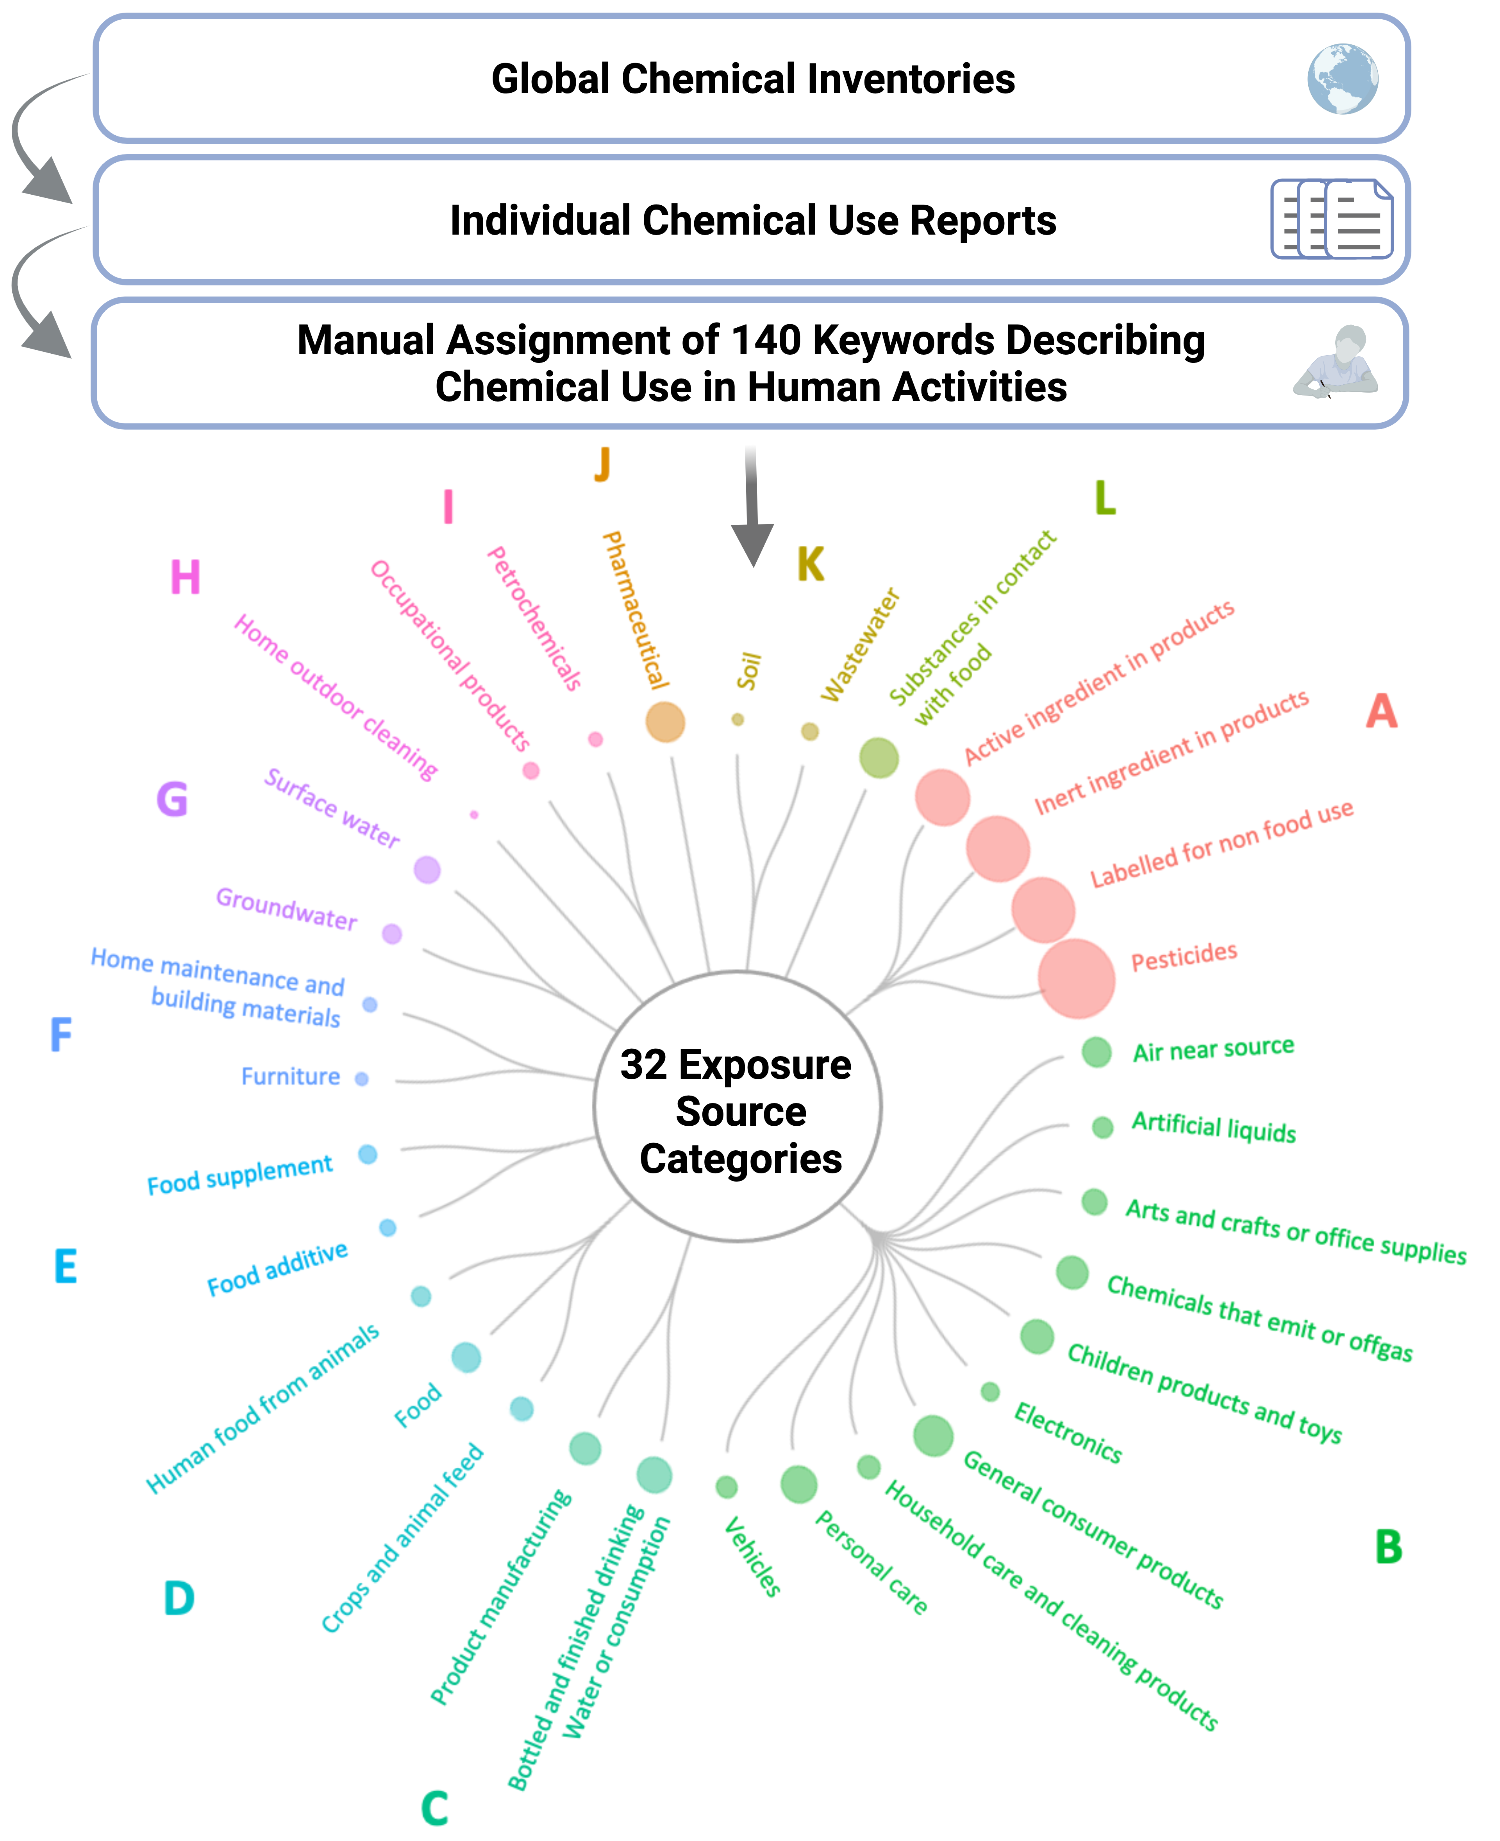 Global Chemical Inventories
Individual Chemical Use Reports
Manual Assignment of 140 Keywords Describing
Chemical Use in Human Activities
J
I
L
K
H
A
G
Pharmaceutical
Petrochemicals
Occupational products
Home outdoor cleaning
Surface water
Groundwater
Home maintenance and
building materials
F
Furniture
Food supplement
E
Food additive
Human food from animals
Food
D
Crops and animal feed
Product manufacturing
C
Bottled and finished drinking
Water or consumption
Soil
Wastewater
Substances in contact
with food
Active ingredient in products
Inert ingredient in products
Labelled for non food use
Pesticides
Air near source
Artificial liquids
Arts and crafts or office supplies
Chemicals that emit or offgas
Children products and toys
Electronics
General consumer products
B
Household care and cleaning products
Personal care
Vehicles
32 Exposure
Source
Categories